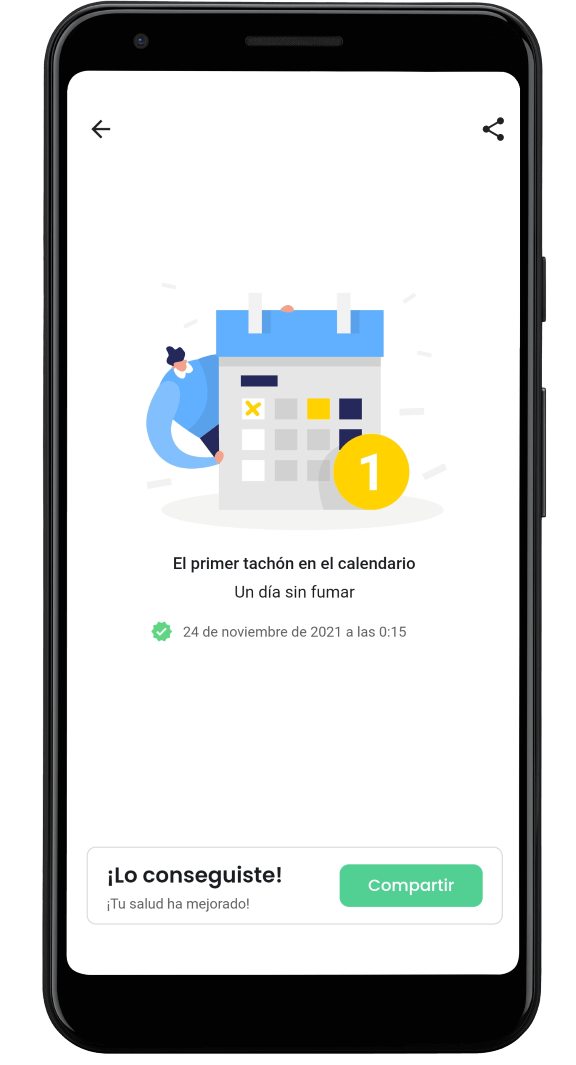 1
El primer tachón en el calendario
Un día sin fumar
24 de noviembre de 2021 a las 0:15
¡Lo conseguiste!
¡Tu salud ha mejorado!
Compartir